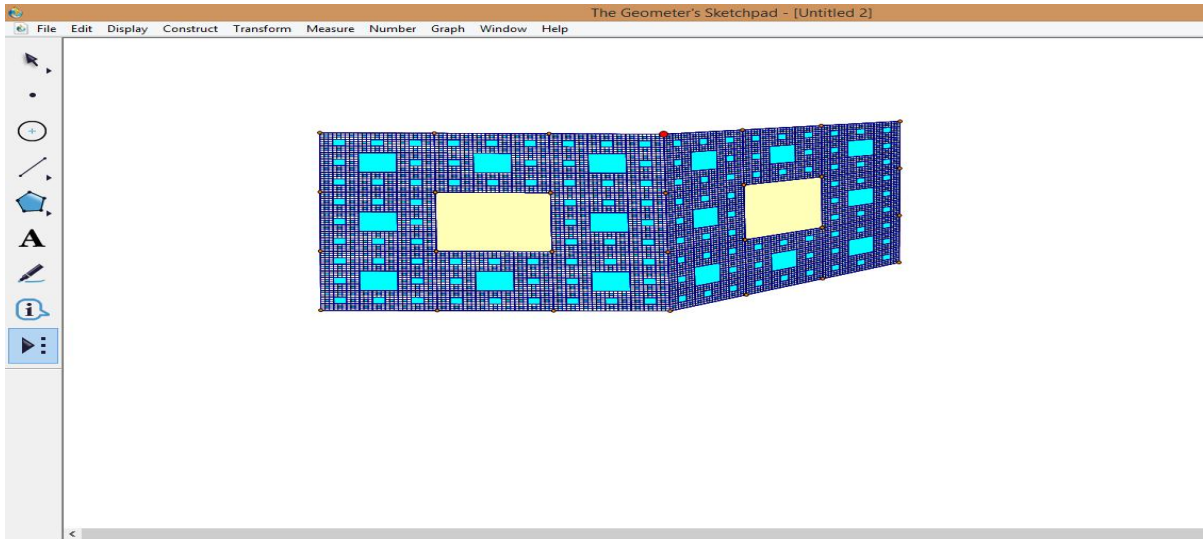 The Geometer's Sketchpad - [Untitled 2]
File Edit Display Construct Transform Measure Number Graph Window Help
A
i